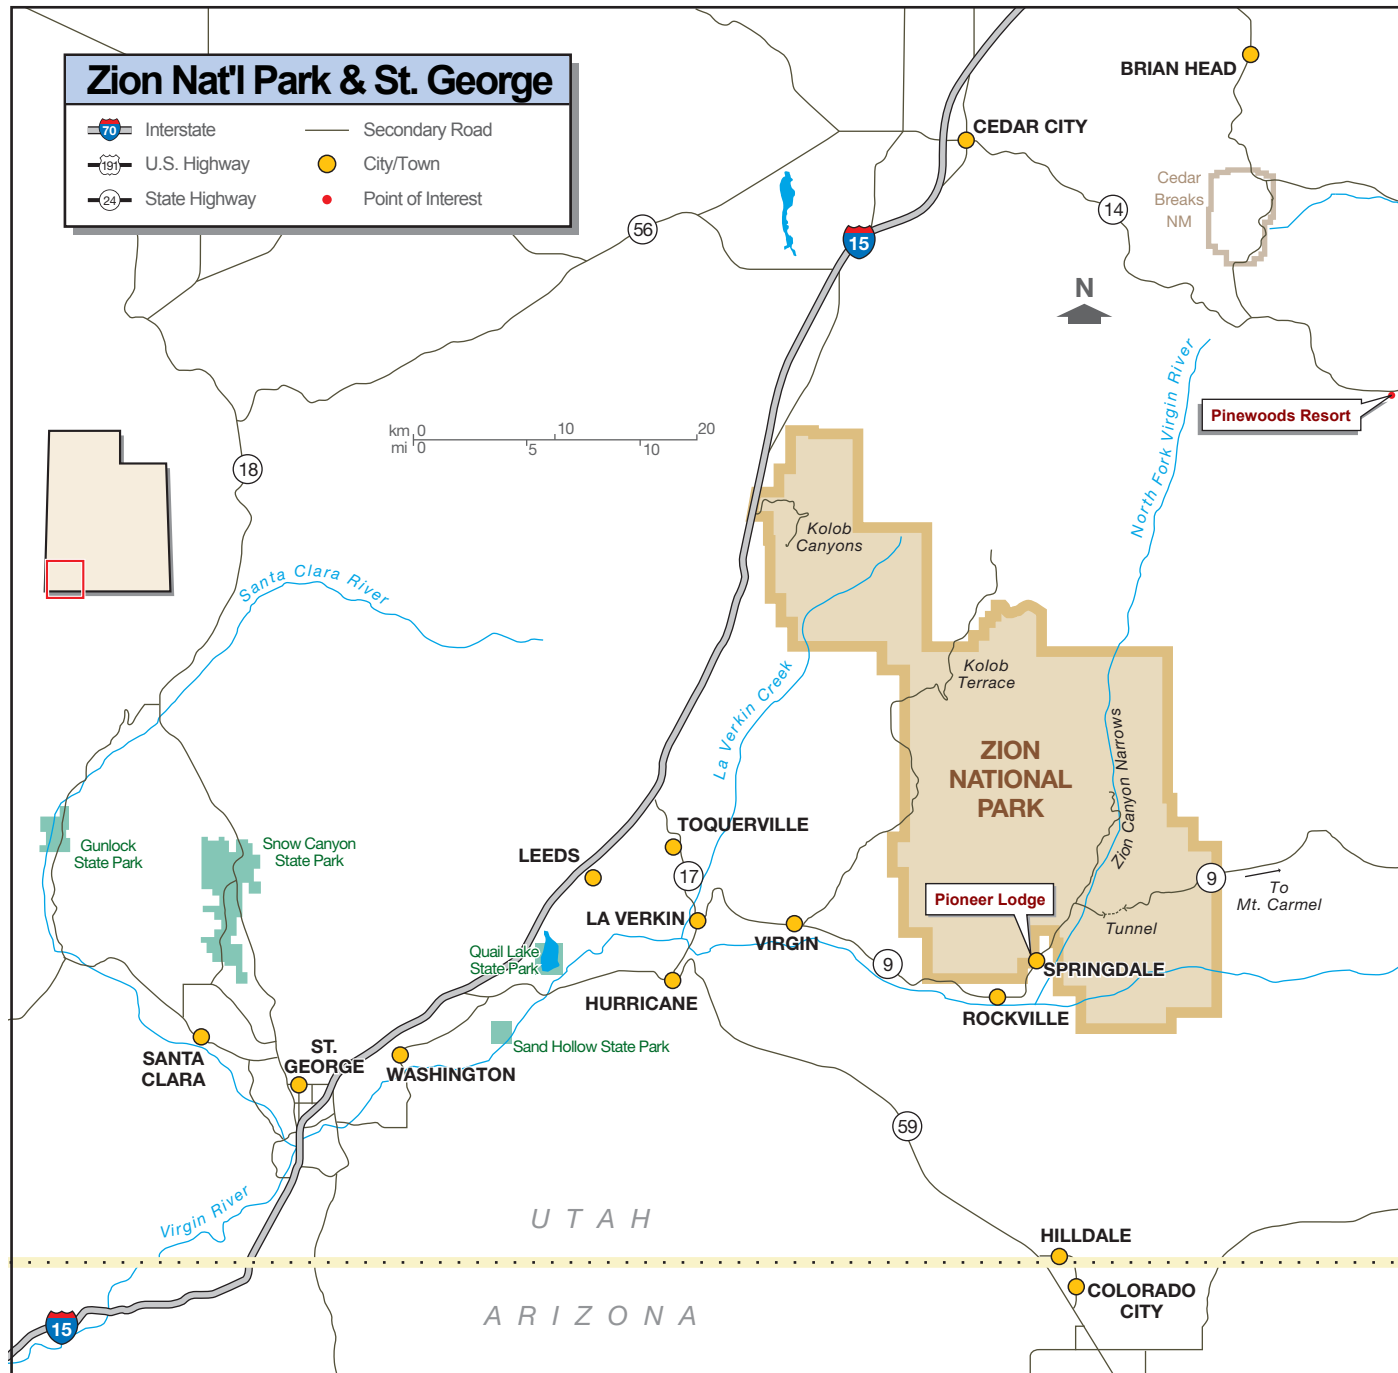 Zion Nat'l Park & St. George
70 Interstate
Secondary Road
191 U.S. Highway
City/Town
24 State Highway
Point of Interest
BRIAN HEAD
CEDAR CITY
Cedar
Breaks
NM
14
56
15
N
Pinewoods Resort
km 0 10 20
mi 0 5 10
18
North Fork Virgin River
Kolob
Canyons
Santa Clara River
Kolob
Terrace
La Verkin Creek
ZION
NATIONAL
PARK
Zion Canyon Narrows
Gunlock
State Park
Snow Canyon
State Park
TOQUERVILLE
LEEDS
17
9
To
Mt. Carmel
Pioneer Lodge
LA VERKIN
VIRGIN
Tunnel
Quail Lake
State Park
9
SPRINGDALE
HURRICANE
ROCKVILLE
Sand Hollow State Park
SANTA
CLARA
ST.
GEORGE
WASHINGTON
59
Virgin River
UTAH
HILLDALE
COLORADO
CITY
ARIZONA
15